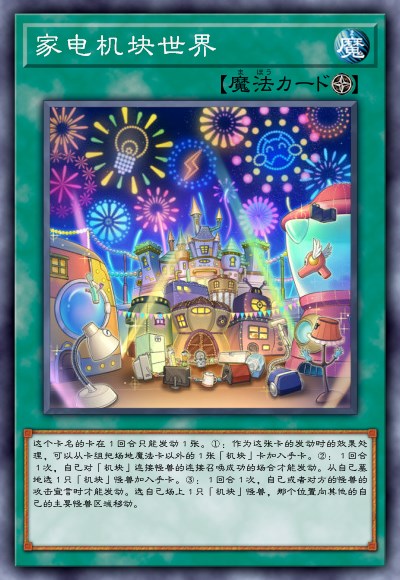 家电机块世界
魔
【魔法カード】
まほう
这个卡名的卡在1回合只能发动1张。①：作为这张卡的发动时的效果处
理，可以从卡组把场地魔法卡以外的1张「机块」卡加入手卡。②：1回合
1次，自己对「机块」连接怪兽的连接召唤成功的场合才能发动。从自己墓
地选1只「机块」怪兽加入手卡。③：1回合1次，自己或者对方的怪兽的
攻击宣言时才能发动。选自己场上1只「机块」怪兽，那个位置向其他的自
己的主要怪兽区域移动。